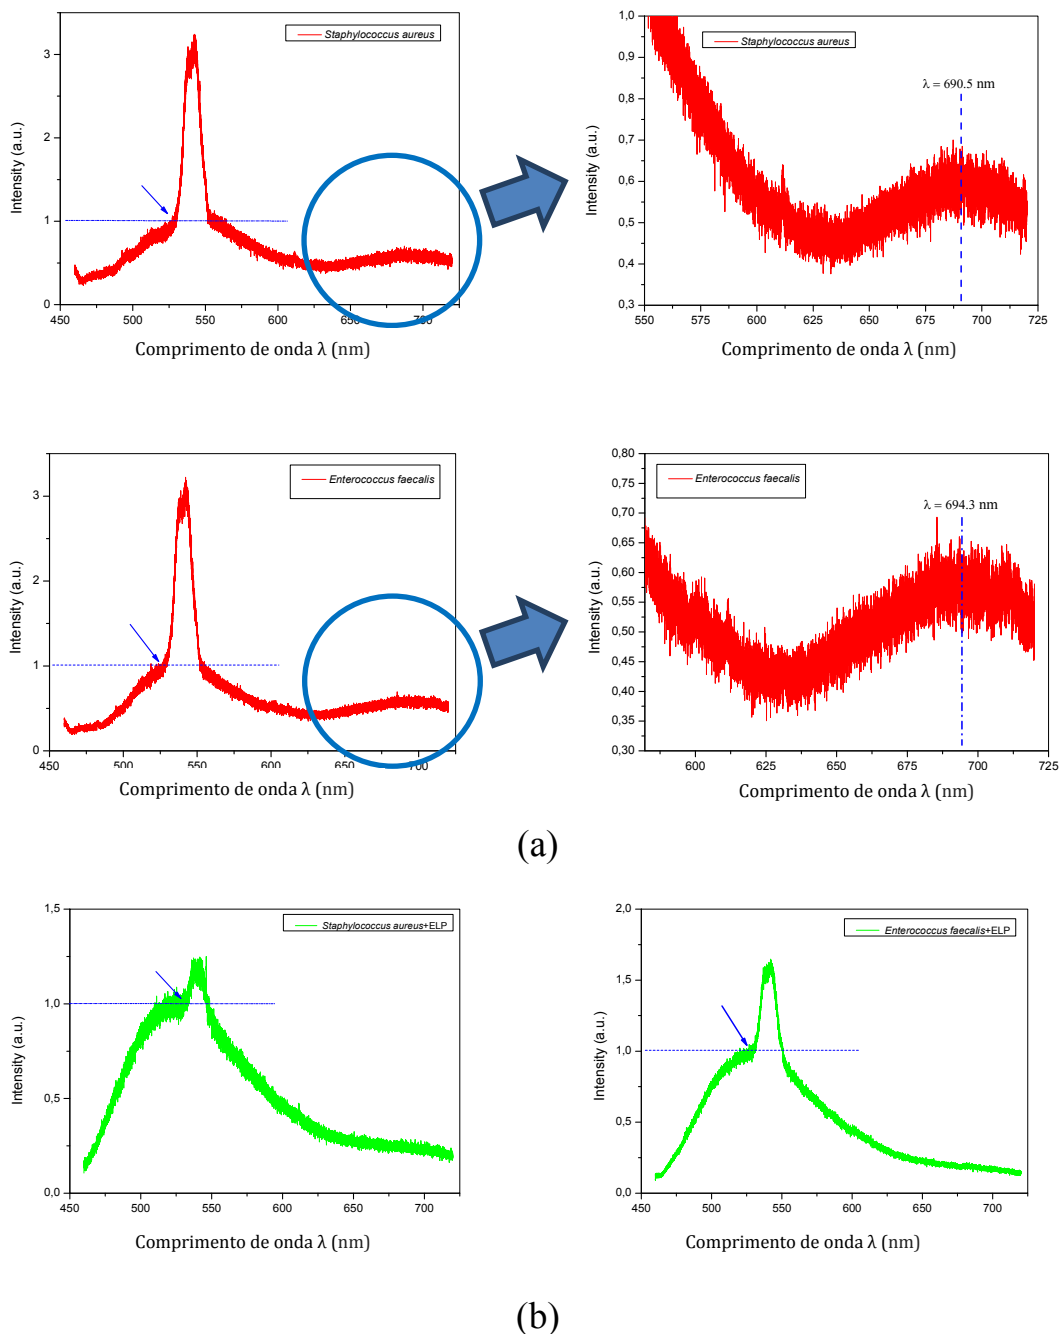 Staphylococcus aureus
Intensity (a.u.)
3
2
1
0
450 500 550 600 650 700
Comprimento de onda λ (nm)
Staphylococcus aureus
λ = 690.5 nm
Intensity (a.u.)
1,0
0,9
0,8
0,7
0,6
0,5
0,4
0,3
550 575 600 625 650 675 700 725
Comprimento de onda λ (nm)
Enterococcus faecalis
Intensity (a.u.)
3
2
1
0
450 500 550 600 650 700
Comprimento de onda λ (nm)
Enterococcus faecalis
λ = 694.3 nm
Intensity (a.u.)
0,80
0,75
0,70
0,65
0,60
0,55
0,50
0,45
0,40
0,35
0,30
600 625 650 675 700 725
Comprimento de onda λ (nm)
(a)
Staphylococcus aureus+ELP
Intensity (a.u.)
1,5
1,0
0,5
0,0
450 500 550 600 650 700
Comprimento de onda λ (nm)
Enterococcus faecalis+ELP
Intensity (a.u.)
2,0
1,5
1,0
0,5
0,0
450 500 550 600 650 700
Comprimento de onda λ (nm)
(b)